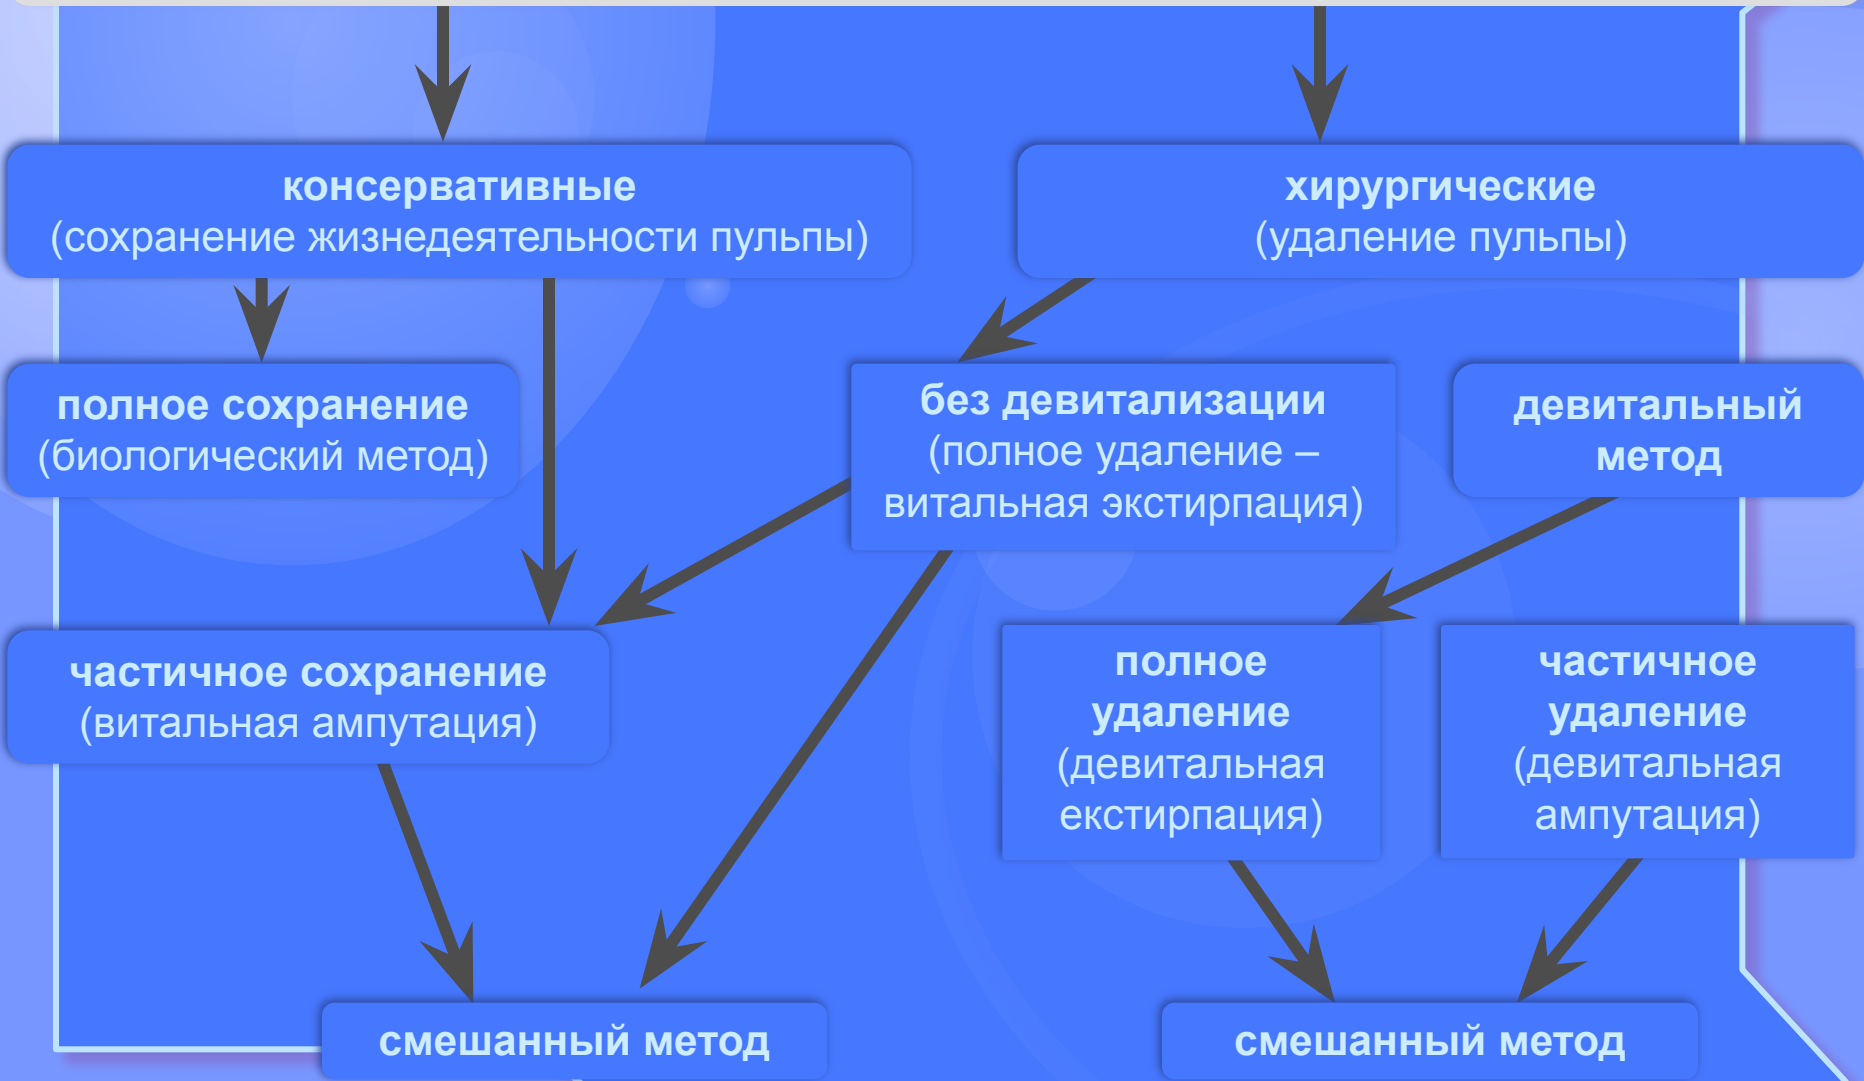 консервативные
(сохранение жизнедеятельности пульпы)
хирургические
(удаление пульпы)
полное сохранение
(биологический метод)
без девитализации
(полное удаление –
витальная экстирпация)
девитальный
метод
частичное сохранение
(витальная ампутация)
полное
удаление
(девитальная
екстирпация)
частичное
удаление
(девитальная
ампутация)
смешанный метод
смешанный метод